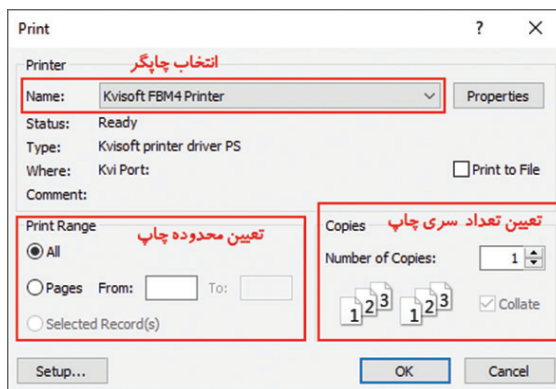 Print
? X
Printer
انتخاب چاپگر
Name: Kvisoft FBM4 Printer Properties
Status: Ready
Type: Kvisoft printer driver PS
Where: Kvi Port: Print to File
Comment:
Print Range
تعیین محدوده چاپ
All
Pages From: To:
Selected Record(s)
Copies
تعیین تعداد سری چاپ
Number of Copies: 1
1 2 3 1 2 3
Collate
Setup... OK Cancel